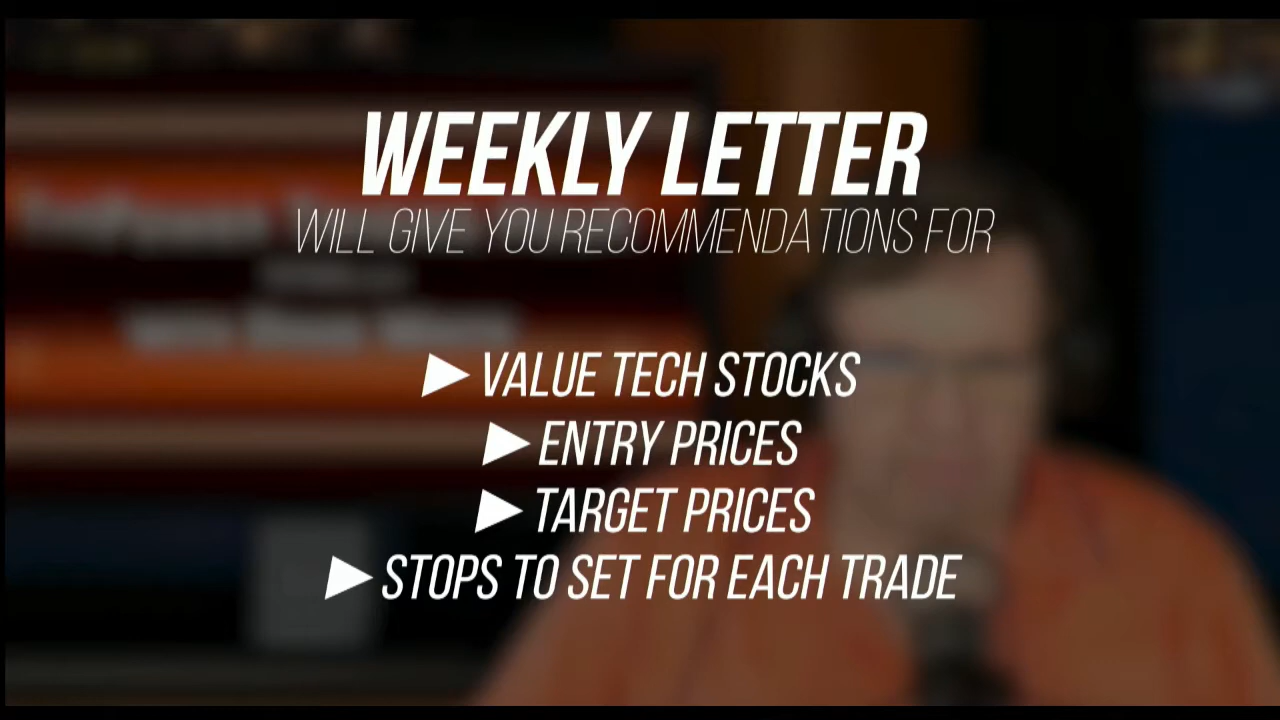 WEEKLY LETTER
WILL GIVE YOU RECOMMENDATIONS FOR
▶ VALUE TECH STOCKS
▶ ENTRY PRICES
▶ TARGET PRICES
▶ STOPS TO SET FOR EACH TRADE